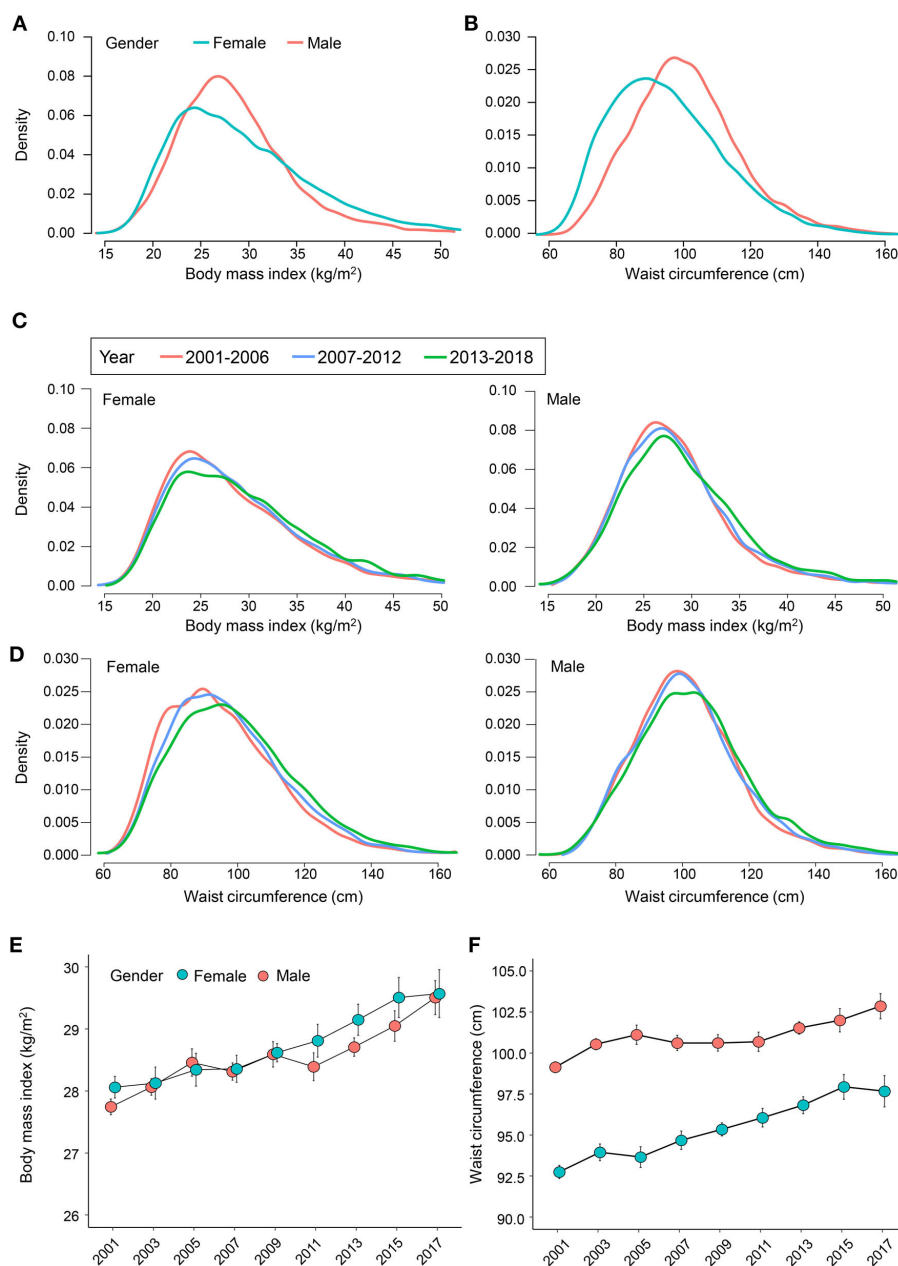 A
Gender Female Male
0.10
0.08
0.06
0.04
0.02
0.00
Density
15 20 25 30 35 40 45 50
Body mass index (kg/m²)
B
0.030
0.025
0.020
0.015
0.010
0.005
0.000
60 80 100 120 140 160
Waist circumference (cm)
C
Year 2001-2006 2007-2012 2013-2018
Female
0.10
0.08
0.06
0.04
0.02
0.00
Density
15 20 25 30 35 40 45 50
Body mass index (kg/m²)
Male
0.10
0.08
0.06
0.04
0.02
0.00
15 20 25 30 35 40 45 50
Body mass index (kg/m²)
D
Female
0.030
0.025
0.020
0.015
0.010
0.005
0.000
Density
60 80 100 120 140 160
Waist circumference (cm)
Male
0.030
0.025
0.020
0.015
0.010
0.005
0.000
60 80 100 120 140 160
Waist circumference (cm)
E
Gender Female Male
30
29
28
27
26
Body mass index (kg/m²)
2001 2003 2005 2007 2009 2011 2013 2015 2017
F
105.0
102.5
100.0
97.5
95.0
92.5
90.0
Waist circumference (cm)
2001 2003 2005 2007 2009 2011 2013 2015 2017